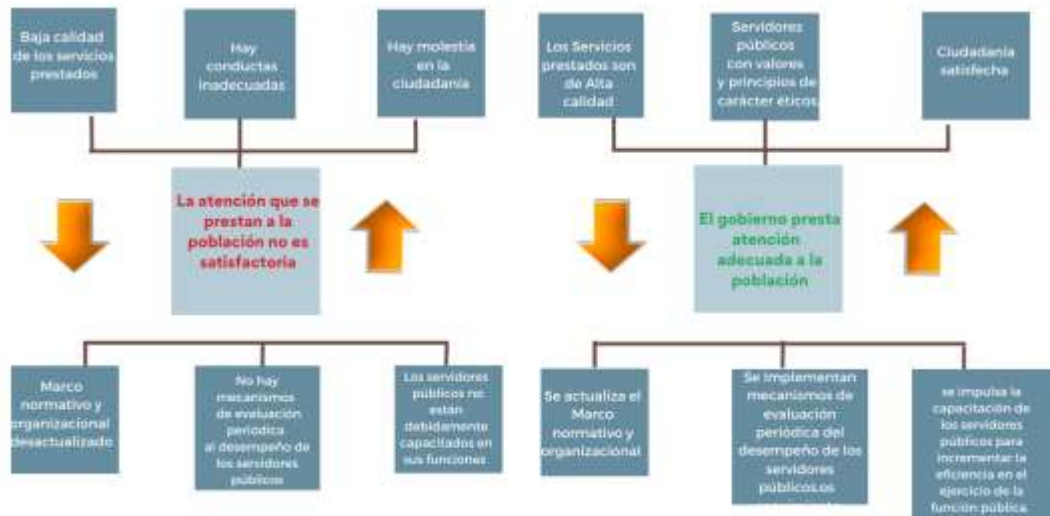 Baja calidad
de los servicios
prestados
Hay
conductas
inadecuadas
Hay molestia
en la
ciudadanía
La atención que se
prestan a la
población no es
satisfactoria
Marco
normativo y
organizacional
desactualizado
No hay
mecanismos
de evaluación
periódica
al desempeño de
los servidores
públicos
Los servidores
públicos no
están
debidamente
capacitados en
sus funciones
Los Servicios
prestados son
de Alta
calidad
Servidores
públicos
con valores
y principios de
carácter éticos.
Ciudadanía
satisfecha
El gobierno presta
atención
adecuada a la
población
Se actualiza el
Marco
normativo y
organizacional
Se Implementan
mecanismos de
evaluación
periódica del
desempeño de los
servidores
públicos.os
se impulsa la
capacitación de
los servidores
públicos para
incrementar la
eficiencia en el
ejercicio de la
función pública.